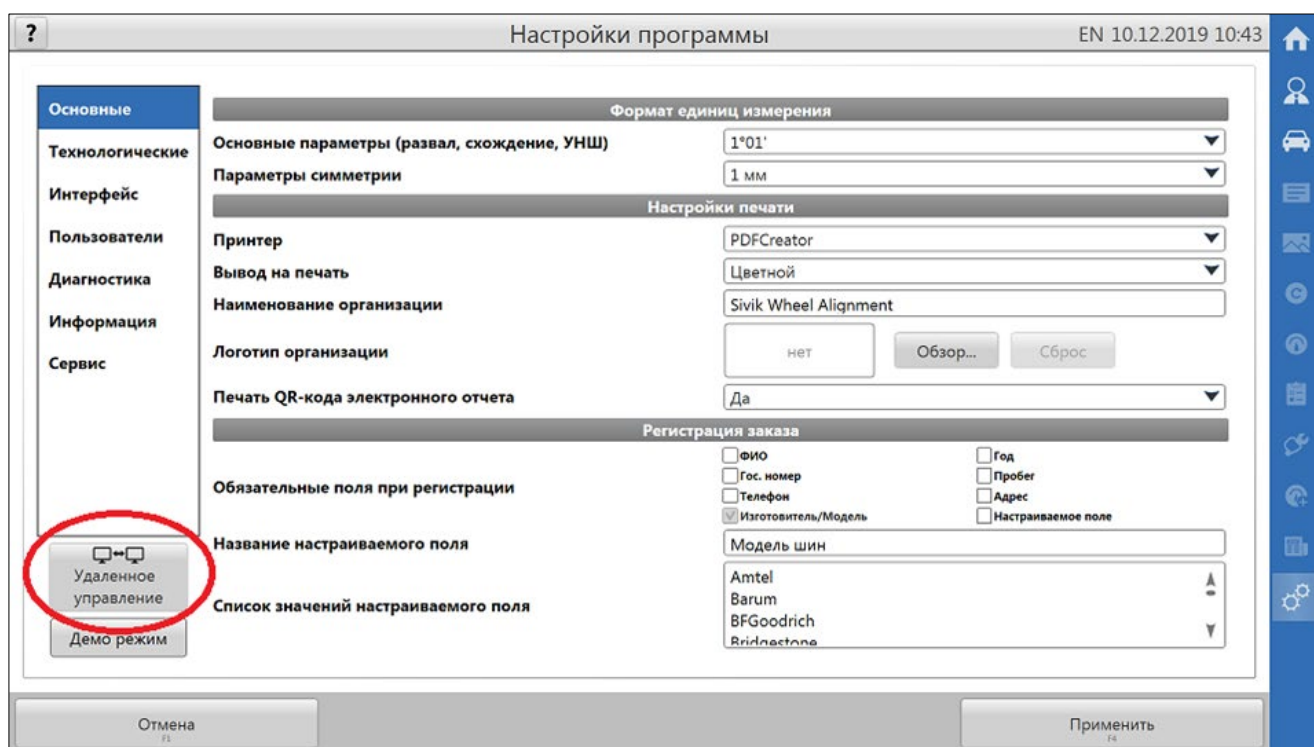 ?
Настройки программы
EN 10.12.2019 10:43
Основные
Технологические
Интерфейс
Пользователи
Диагностика
Информация
Сервис
Удаленное
управление
Демо режим
Формат единиц измерения
Основные параметры (развал, схождение, УНШ)
1°01'
Параметры симметрии
1 мм
Настройки печати
Принтер
PDFCreator
Вывод на печать
Цветной
Наименование организации
Sivik Wheel Alignment
Логотип организации
нет
Обзор...
Сброс
Печать QR-кода электронного отчета
Да
Регистрация заказа
Обязательные поля при регистрации
ФИО
Год
Гос. номер
Пробег
Телефон
Адрес
Изготовитель/Модель
Настраиваемое поле
Название настраиваемого поля
Модель шин
Список значений настраиваемого поля
Amtel
Barum
BFGoodrich
Bridgestone
Отмена
F1
Применить
F4